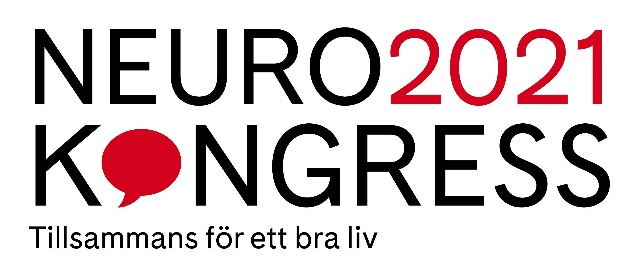 NEURO2021
KONGRESS
Tillsammans för ett bra liv